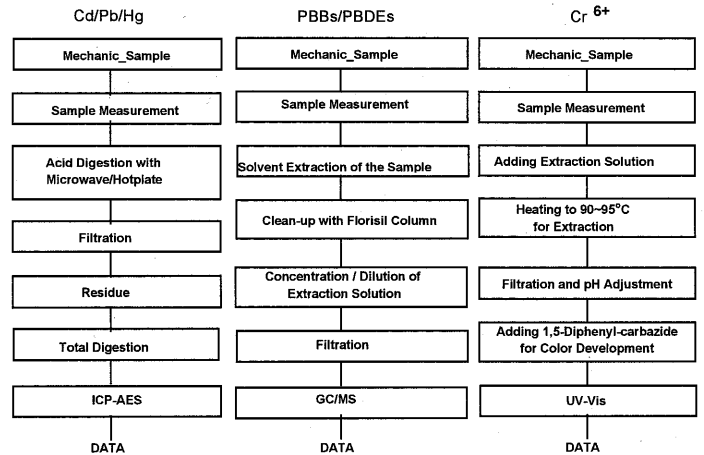 Cd/Pb/Hg
Mechanic_Sample
Sample Measurement
Acid Digestion with
Microwave/Hotplate
Filtration
Residue
Total Digestion
ICP-AES
DATA
PBBs/PBDEs
Mechanic_Sample
Sample Measurement
Solvent Extraction of the Sample
Clean-up with Florisil Column
Concentration / Dilution of
Extraction Solution
Filtration
GC/MS
DATA
Cr 6+
Mechanic_Sample
Sample Measurement
Adding Extraction Solution
Heating to 90~95°C
for Extraction
Filtration and pH Adjustment
Adding 1,5-Diphenyl-carbazide
for Color Development
UV-Vis
DATA